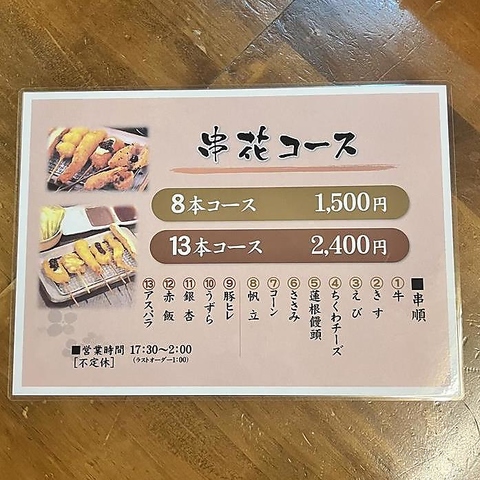 串花コース
8本コース 1,500円
13本コース 2,400円
■串順
①牛
②きす
③えび
④ちくわチーズ
⑤蓮根饅頭
⑥ささみ
⑦コーン
⑧帆立
⑨豚ヒレ
⑩うずら
⑪銀杏
⑫赤飯
⑬アスパラ
■営業時間 17:30~2:00
[不定休] (ラストオーダー1:00)